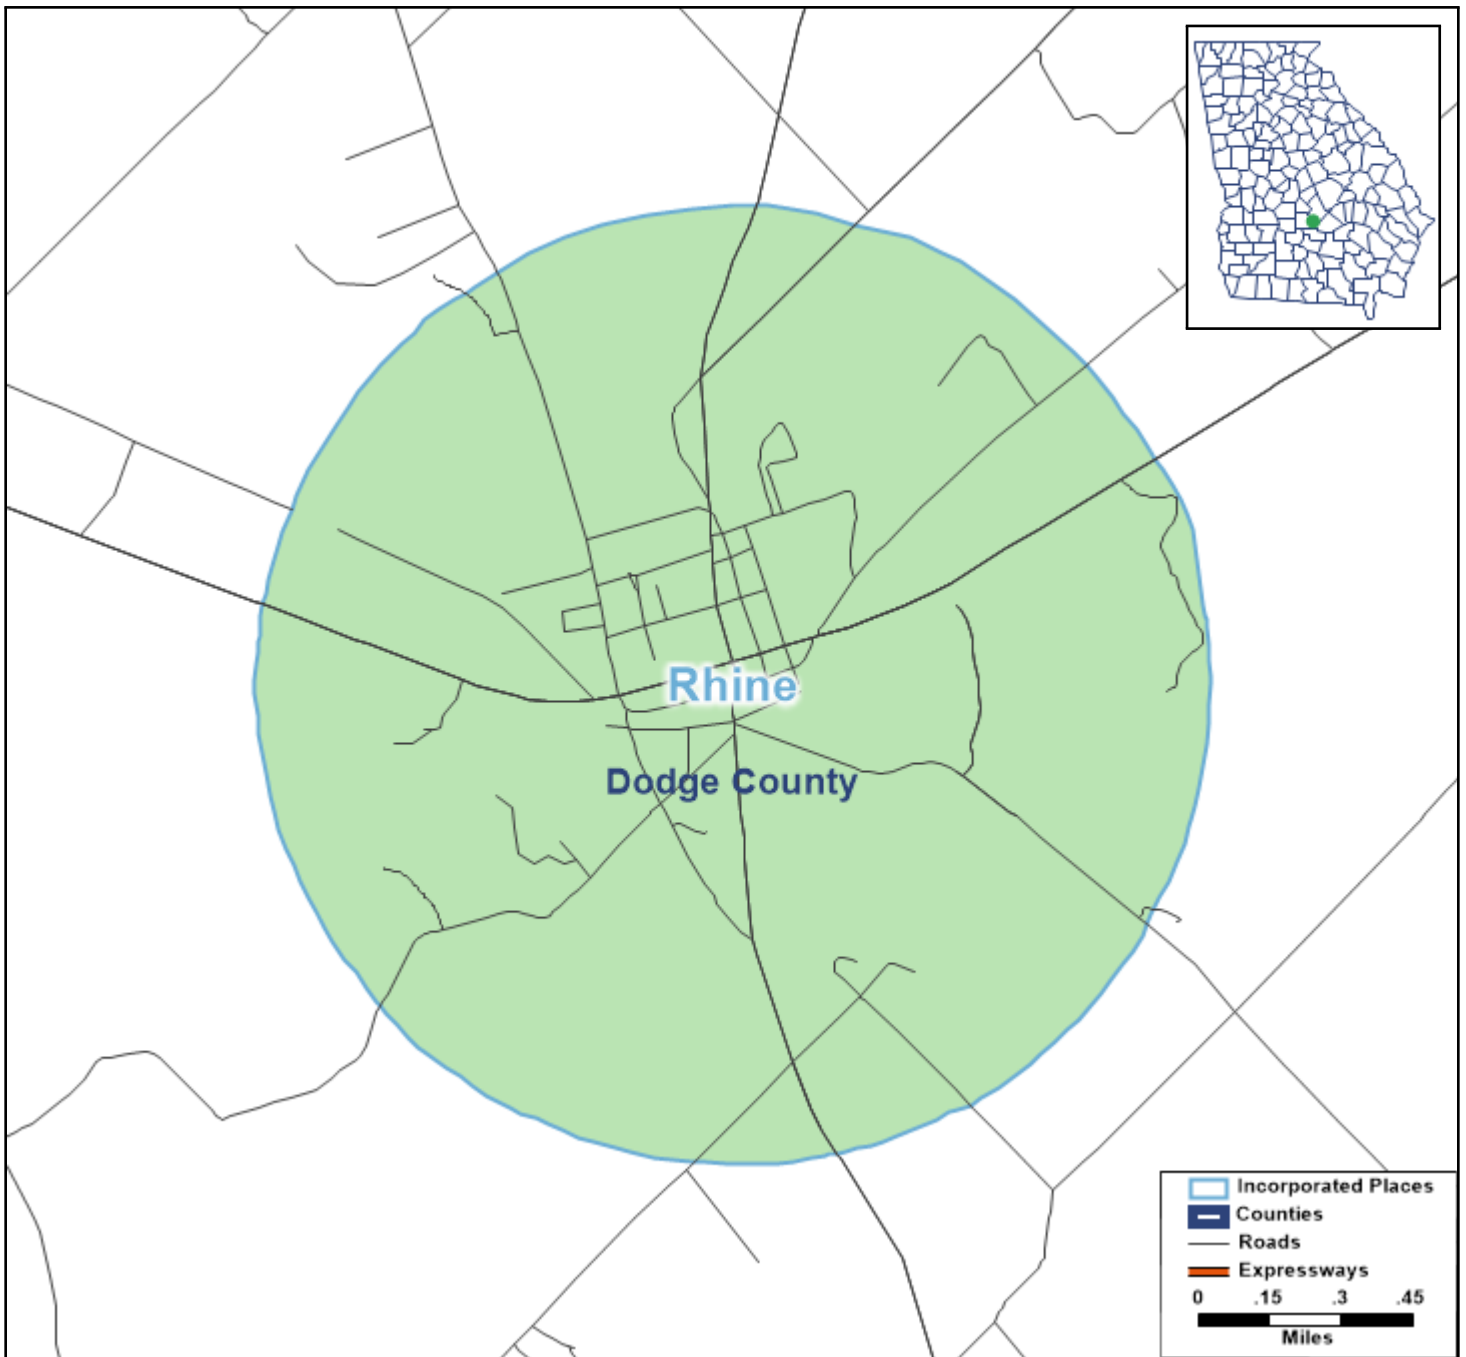 Rhine
Dodge County
Incorporated Places
Counties
Roads
Expressways
0 .15 .3 .45
Miles